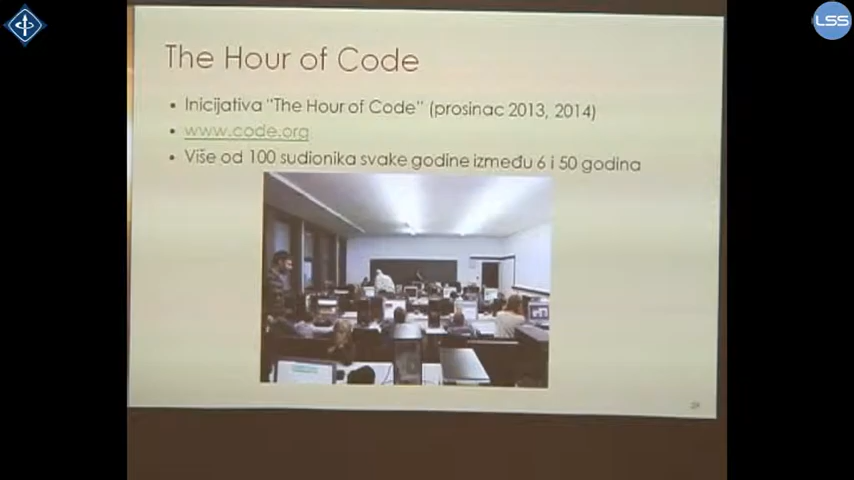 LSS
The Hour of Code
Inicijativa "The Hour of Code" (prosinac 2013, 2014)
www.code.org
Više od 100 sudionika svake godine između 6 i 50 godina